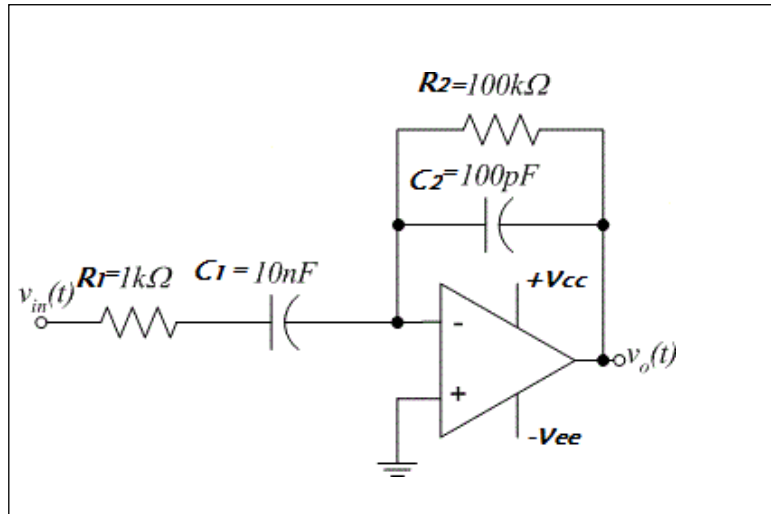 R2=100kΩ
C2=100pF
R1=1kΩ
C1=10nF
vin(t)
+Vcc
-
+
vo(t)
-Vee